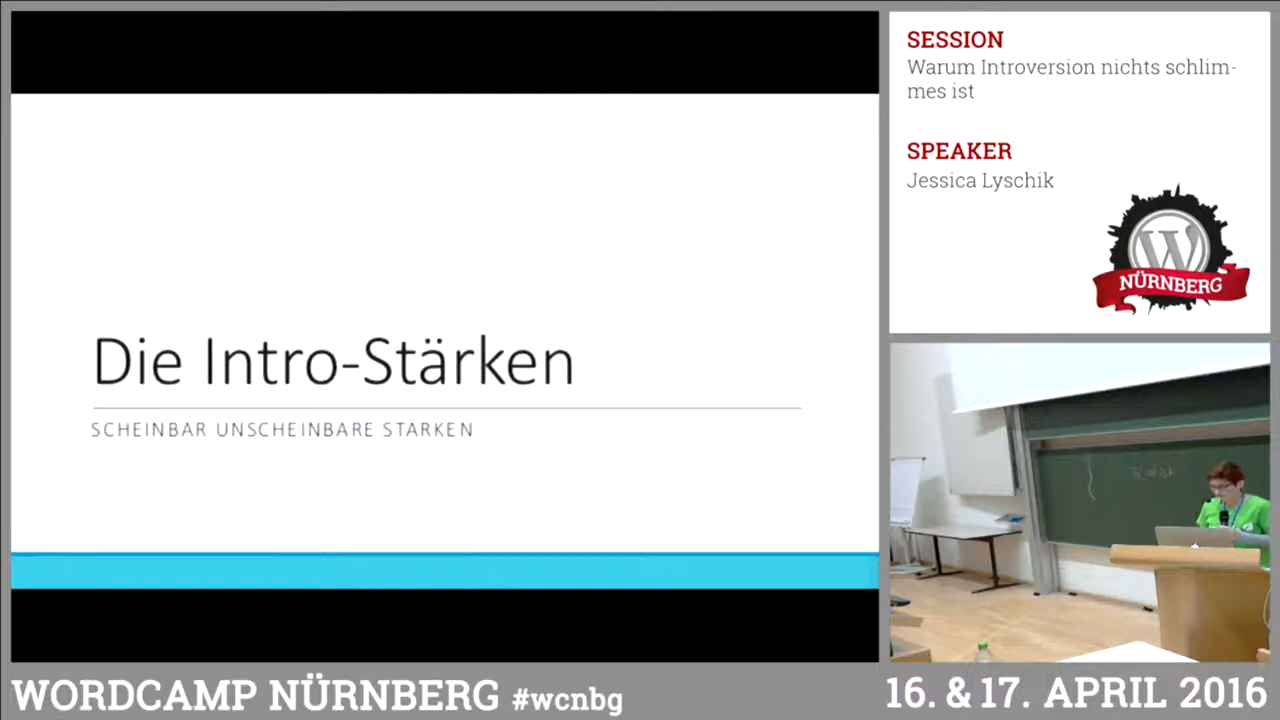 Die Intro-Stärken
SCHEINBAR UNSCHEINBARE STÄRKEN
SESSION
Warum Introversion nichts schlim-
mes ist
SPEAKER
Jessica Lyschik
W
NÜRNBERG
WORDCAMP NÜRNBERG #wcnbg
16. & 17. APRIL 2016